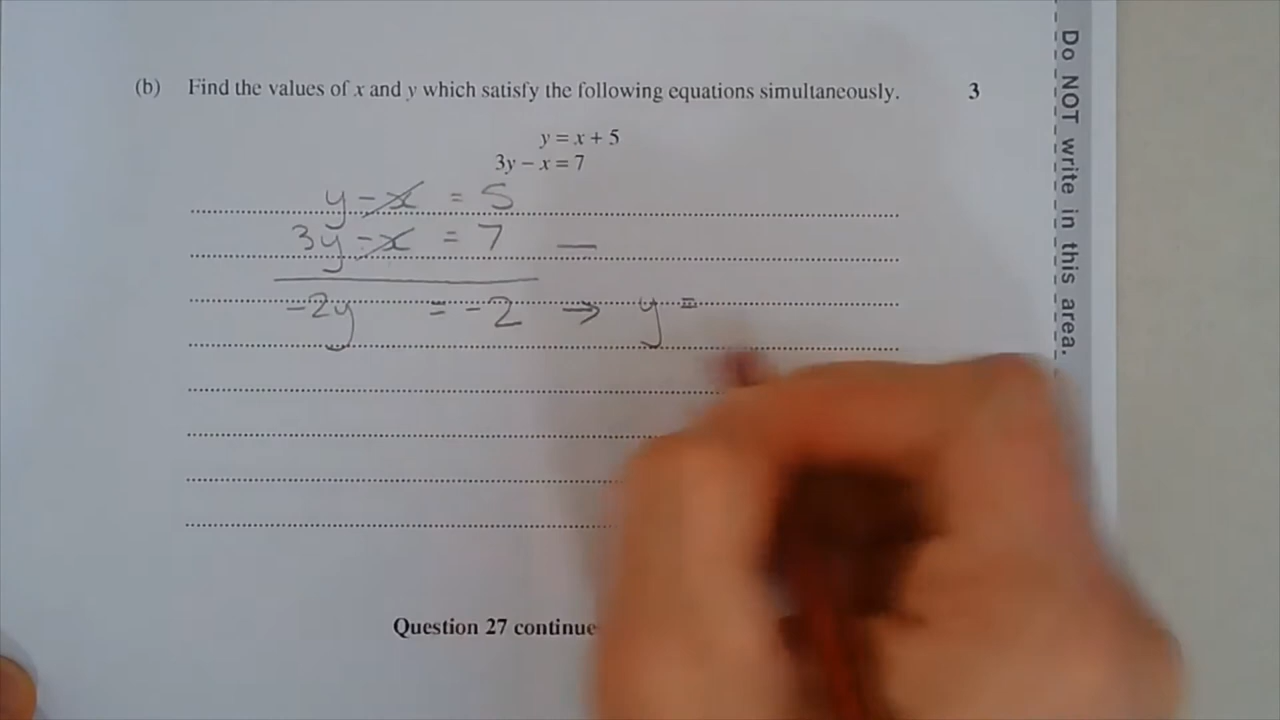 (b) Find the values of x and y which satisfy the following equations simultaneously. 3
y = x + 5
3y − x = 7
y - x = 5
3y - x = 7 —
-2y = -2 → y =
Question 27 continue
Do NOT write in this area.